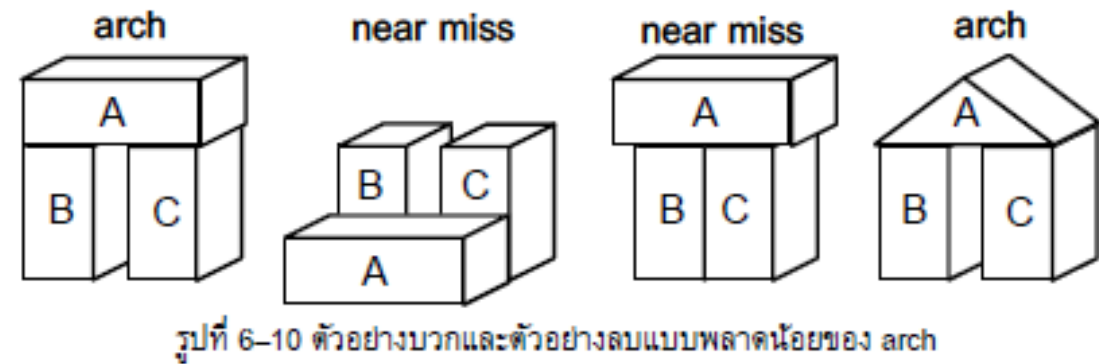 arch near miss near miss arch
A A
A
B C
B C
B C
B C
A
รูปที่ 6–10 ตัวอย่างบวกและตัวอย่างลบแบบพลาดน้อยของ arch